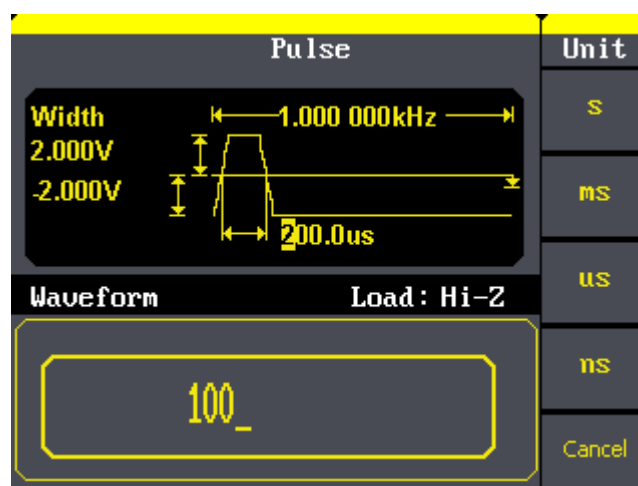 Pulse
Unit
Width
1.000 000kHz
2.000V
-2.000V
200.0us
Waveform
Load: Hi-Z
100_
s
ms
us
ns
Cancel